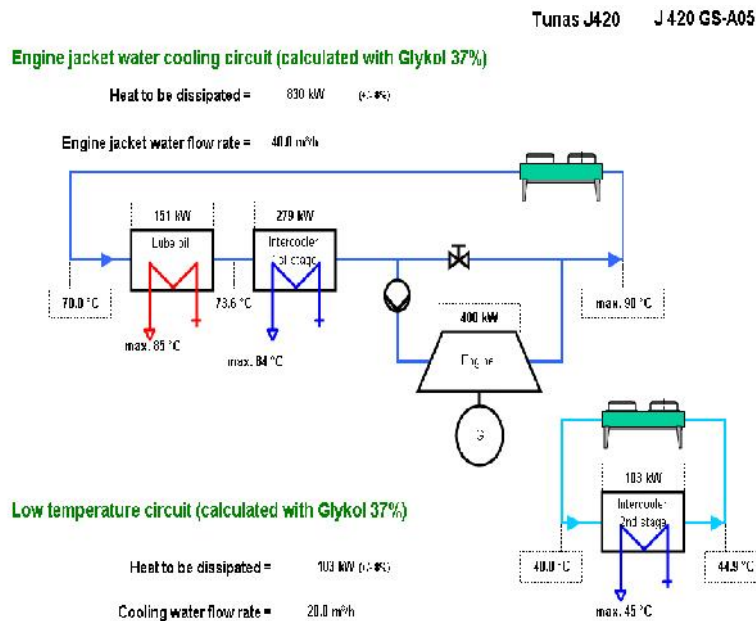 Tunas J420 J 420 GS-A05
Engine jacket water cooling circuit (calculated with Glykol 37%)
Heat to be dissipated = 830 kW (+/- 8%)
Engine jacket water flow rate = 40.0 m³/h
151 kW
279 kW
Lube oil
Intercooler
1st stage
70.0 °C
73.6 °C
max. 90 °C
max. 85 °C
max. 84 °C
400 kW
Engine
G
103 kW
Low temperature circuit (calculated with Glykol 37%)
Intercooler
2nd stage
Heat to be dissipated = 103 kW (+/- 8%)
40.0 °C
44.9 °C
Cooling water flow rate = 20.0 m³/h
max. 45 °C